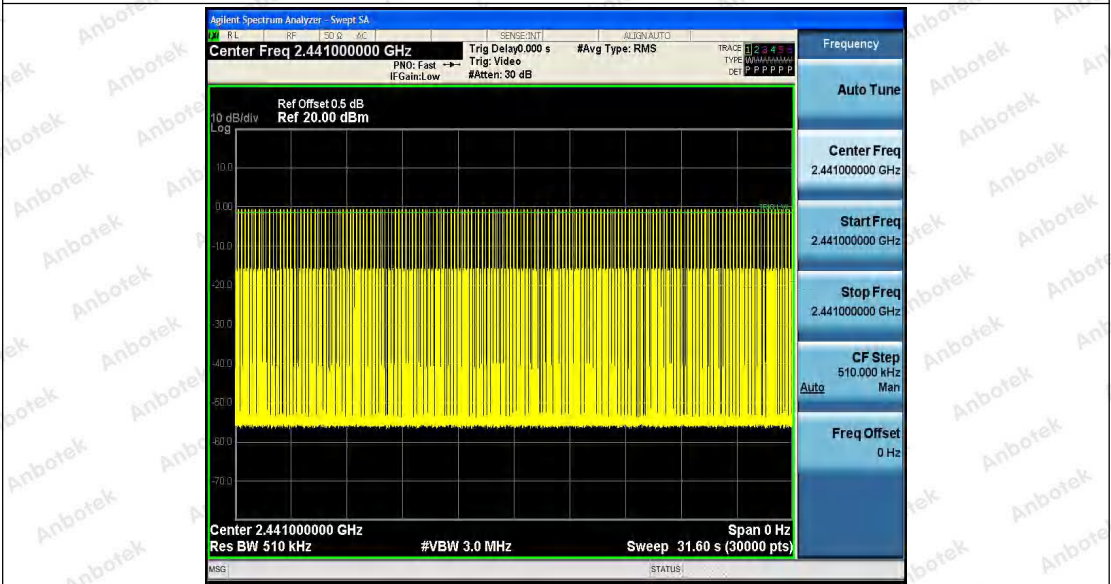 Agilent Spectrum Analyzer - Swept SA
RL RF 50 Ω AC SENSE:INT ALIGNAUTO
Center Freq 2.441000000 GHz
PNO: Fast
IFGain:Low
Trig Delay0.000 s
Trig: Video
#Atten: 30 dB
#Avg Type: RMS
TRACE 1 2 3 4 5 6
TYPE
DET P P P P P P
Ref Offset 0.5 dB
10 dB/div Ref 20.00 dBm
Log
10.0
0.00
-10.0
-20.0
-30.0
-40.0
-50.0
-60.0
-70.0
Center 2.441000000 GHz Span 0 Hz
Res BW 510 kHz #VBW 3.0 MHz Sweep 31.60 s (30000 pts)
MSG STATUS
Frequency
Auto Tune
Center Freq
2.441000000 GHz
Start Freq
2.441000000 GHz
Stop Freq
2.441000000 GHz
CF Step
510.000 kHz
Auto Man
Freq Offset
0 Hz
Anbotek